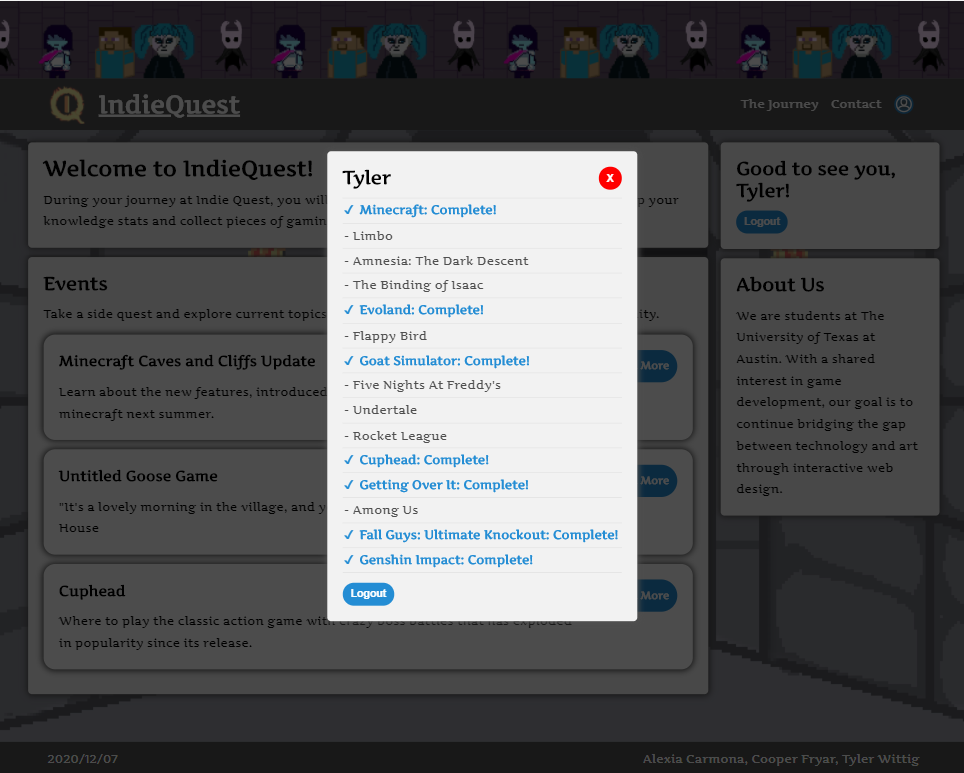 IndieQuest
The Journey Contact
Welcome to IndieQuest!
During your journey at Indie Quest, you will
p your
knowledge stats and collect pieces of
Good to see you,
Tyler!
Logout
Events
Take a side quest and explore current topics
Minecraft Caves and Cliffs Update
Learn about the new features, introduced
minecraft next summer.
More
Untitled Goose Game
"It's a lovely morning in the village, and y
House
More
Cuphead
Where to play the classic action game with crazy boss battles that has exploded
in popularity since its release.
More
Tyler
X
✓ Minecraft: Complete!
- Limbo
- Amnesia: The Dark Descent
- The Binding of Isaac
✓ Evoland: Complete!
- Flappy Bird
✓ Goat Simulator: Complete!
- Five Nights At Freddy's
- Undertale
- Rocket League
✓ Cuphead: Complete!
✓ Getting Over It: Complete!
- Among Us
✓ Fall Guys: Ultimate Knockout: Complete!
✓ Genshin Impact: Complete!
Logout
About Us
We are students at The
University of Texas at
Austin. With a shared
interest in game
development, our goal is to
continue bridging the gap
between technology and art
through interactive web
design.
2020/12/07
Alexia Carmona, Cooper Fryar, Tyler Wittig